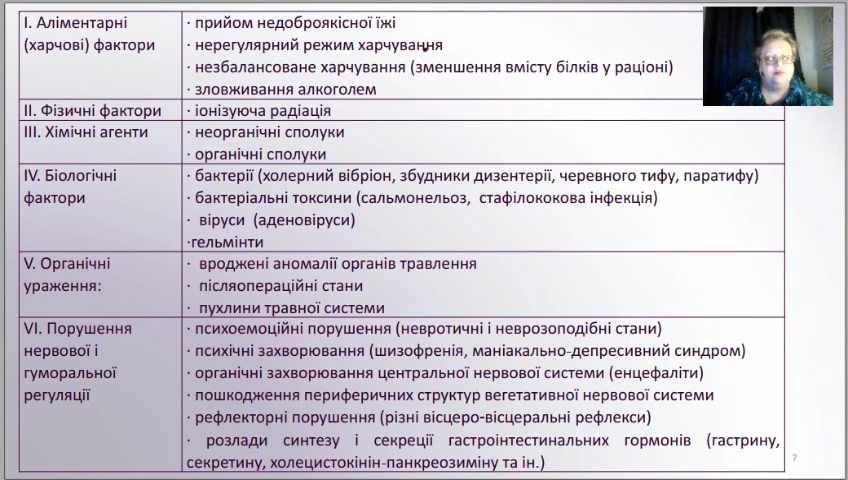 І. Аліментарні (харчові) фактори
· прийом недоброякісної їжі
· нерегулярний режим харчування
· незбалансоване харчування (зменшення вмісту білків у раціоні)
· зловживання алкоголем
ІІ. Фізичні фактори
· іонізуюча радіація
ІІІ. Хімічні агенти
· неорганічні сполуки
· органічні сполуки
IV. Біологічні фактори
· бактерії (холерний вібріон, збудники дизентерії, черевного тифу, паратифу)
· бактеріальні токсини (сальмонельоз, стафілококова інфекція)
· віруси (аденовіруси)
·гельмінти
V. Органічні ураження:
· вроджені аномалії органів травлення
· післяопераційні стани
· пухлини травної системи
VI. Порушення нервової і гуморальної регуляції
· психоемоційні порушення (невротичні і неврозоподібні стани)
· психічні захворювання (шизофренія, маніакально-депресивний синдром)
· органічні захворювання центральної нервової системи (енцефаліти)
· пошкодження периферичних структур вегетативної нервової системи
· рефлекторні порушення (різні вісцеро-вісцеральні рефлекси)
· розлади синтезу і секреції гастроінтестинальних гормонів (гастрину,
секретину, холецистокінін-панкреозиміну та ін.)
7